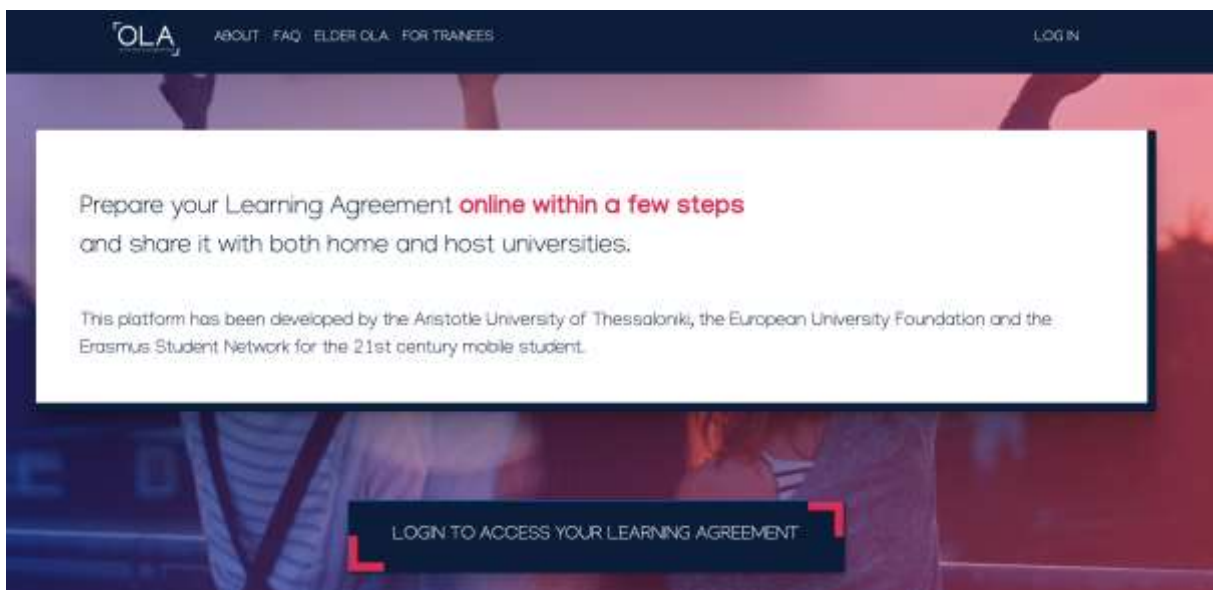 OLA
ABOUT FAQ ELDER OLA FOR TRAINEES
LOG IN
Prepare your Learning Agreement online within a few steps
and share it with both home and host universities.
This platform has been developed by the Aristotle University of Thessaloniki, the European University Foundation and the
Erasmus Student Network for the 21st century mobile student.
LOGIN TO ACCESS YOUR LEARNING AGREEMENT